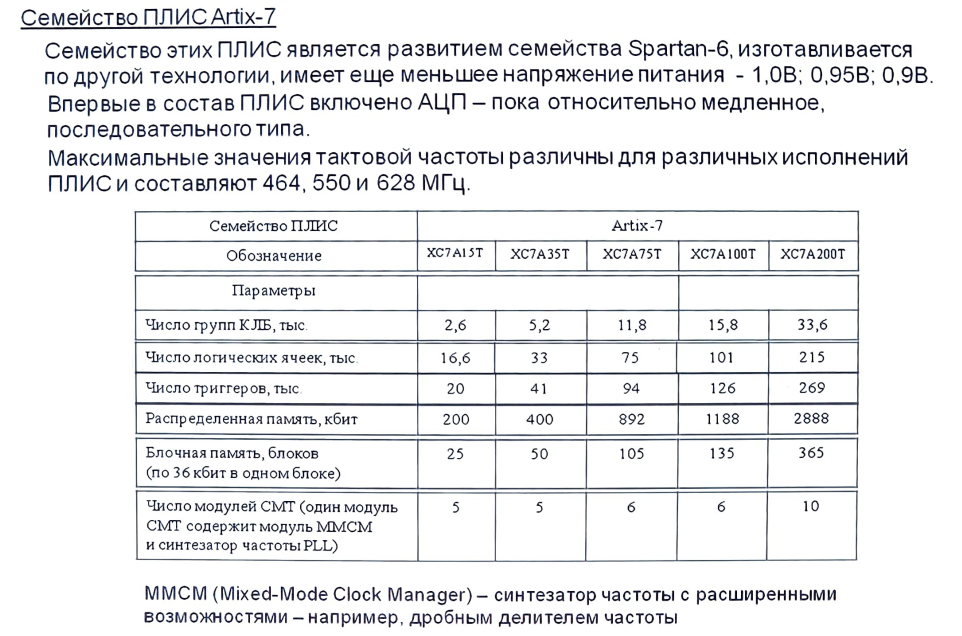 Семейство ПЛИС Artix-7
Семейство этих ПЛИС является развитием семейства Spartan-6, изготавливается
по другой технологии, имеет еще меньшее напряжение питания - 1,0В; 0,95В; 0,9В.
Впервые в состав ПЛИС включено АЦП – пока относительно медленное,
последовательного типа.
Максимальные значения тактовой частоты различны для различных исполнений
ПЛИС и составляют 464, 550 и 628 МГц.
Семейство ПЛИС Artix-7
Обозначение XC7A15T XC7A35T XC7A75T XC7A100T XC7A200T
Параметры
Число групп КЛБ, тыс. 2,6 5,2 11,8 15,8 33,6
Число логических ячеек, тыс. 16,6 33 75 101 215
Число триггеров, тыс. 20 41 94 126 269
Распределенная память, кбит 200 400 892 1188 2888
Блочная память, блоков 25 50 105 135 365
(по 36 кбит в одном блоке)
Число модулей CMT (один модуль 5 5 6 6 10
CMT содержит модуль MMCM
и синтезатор частоты PLL)
MMCM (Mixed-Mode Clock Manager) – синтезатор частоты с расширенными
возможностями – например, дробным делителем частоты